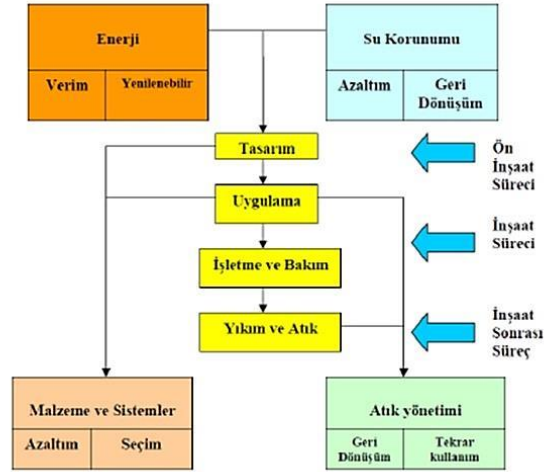 Enerji
Verim
Yenilenebilir
Su Korunumu
Azaltım
Geri
Dönüşüm
Tasarım
Ön
İnşaat
Süreci
Uygulama
İnşaat
Süreci
İşletme ve Bakım
Yıkım ve Atık
İnşaat
Sonrası
Süreç
Malzeme ve Sistemler
Azaltım
Seçim
Atık yönetimi
Geri
Dönüşüm
Tekrar
kullanım